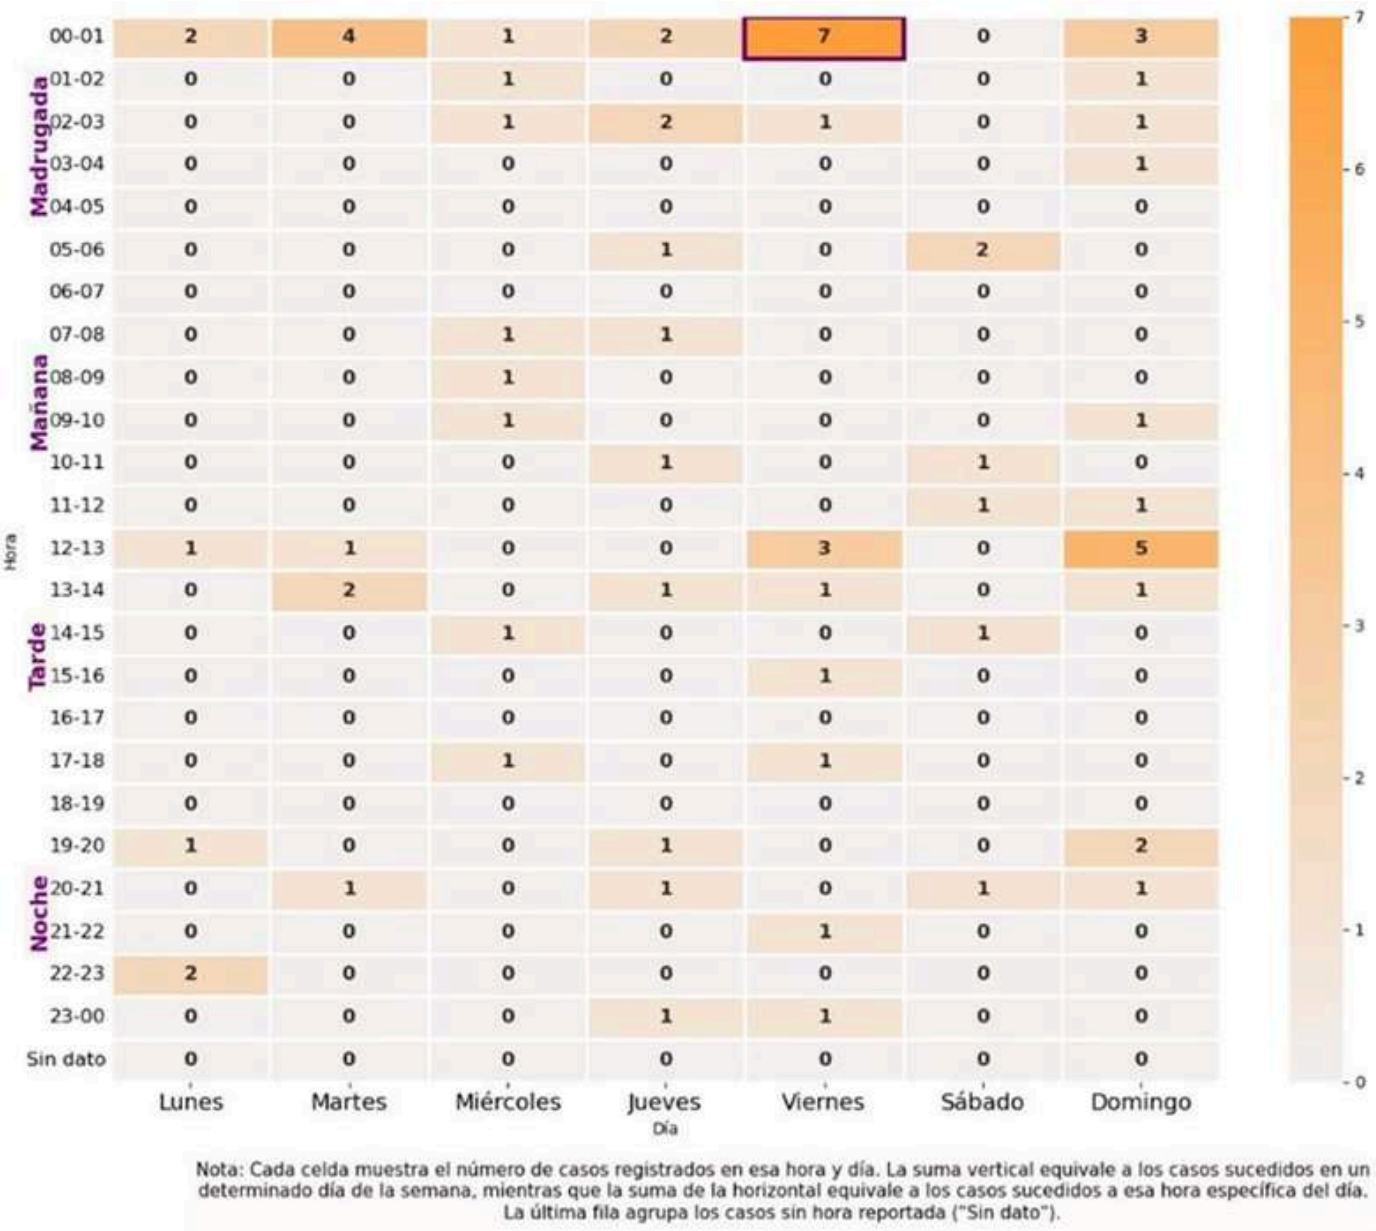 00-01 2 4 1 2 7 0 3
01-02 0 0 1 0 0 0 1
02-03 0 0 1 2 1 0 1
03-04 0 0 0 0 0 0 1
04-05 0 0 0 0 0 0 0
05-06 0 0 0 1 0 2 0
Madrugada
06-07 0 0 0 0 0 0 0
07-08 0 0 1 1 0 0 0
08-09 0 0 1 0 0 0 0
09-10 0 0 1 0 0 0 1
10-11 0 0 0 1 0 1 0
11-12 0 0 0 0 0 1 1
Mañana
12-13 1 1 0 0 3 0 5
Hora
13-14 0 2 0 1 1 0 1
14-15 0 0 1 0 0 1 0
15-16 0 0 0 0 1 0 0
16-17 0 0 0 0 0 0 0
17-18 0 0 1 0 1 0 0
Tarde
18-19 0 0 0 0 0 0 0
19-20 1 0 0 1 0 0 2
20-21 0 1 0 1 0 1 1
21-22 0 0 0 0 1 0 0
22-23 2 0 0 0 0 0 0
23-00 0 0 0 1 1 0 0
Noche
Sin dato 0 0 0 0 0 0 0
Lunes Martes Miércoles Jueves Viernes Sábado Domingo
Día
7
6
5
4
3
2
1
0
Nota: Cada celda muestra el número de casos registrados en esa hora y día. La suma vertical equivale a los casos sucedidos en un
determinado día de la semana, mientras que la suma de la horizontal equivale a los casos sucedidos a esa hora específica del día.
La última fila agrupa los casos sin hora reportada ("Sin dato").